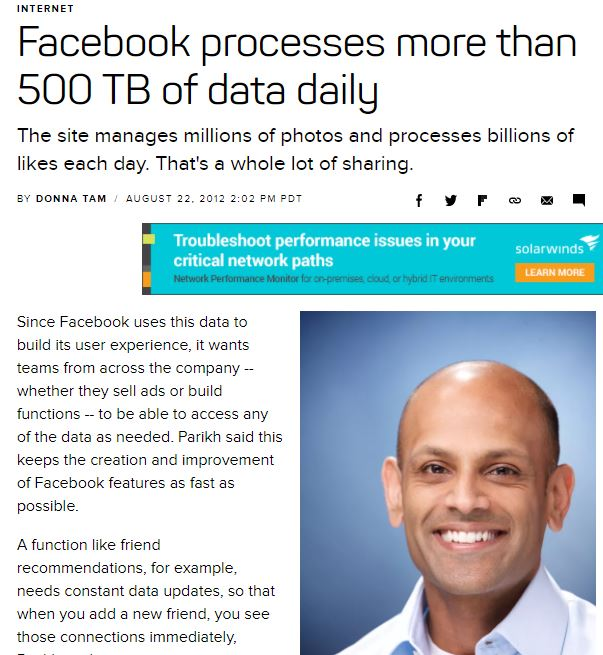 INTERNET
Facebook processes more than
500 TB of data daily
The site manages millions of photos and processes billions of
likes each day. That's a whole lot of sharing.
BY DONNA TAM / AUGUST 22, 2012 2:02 PM PDT
Troubleshoot performance issues in your
critical network paths
Network Performance Monitor for on-premises, cloud, or hybrid IT environments
solarwinds
LEARN MORE
Since Facebook uses this data to
build its user experience, it wants
teams from across the company --
whether they sell ads or build
functions -- to be able to access any
of the data as needed. Parikh said this
keeps the creation and improvement
of Facebook features as fast as
possible.
A function like friend
recommendations, for example,
needs constant data updates, so that
when you add a new friend, you see
those connections immediately,